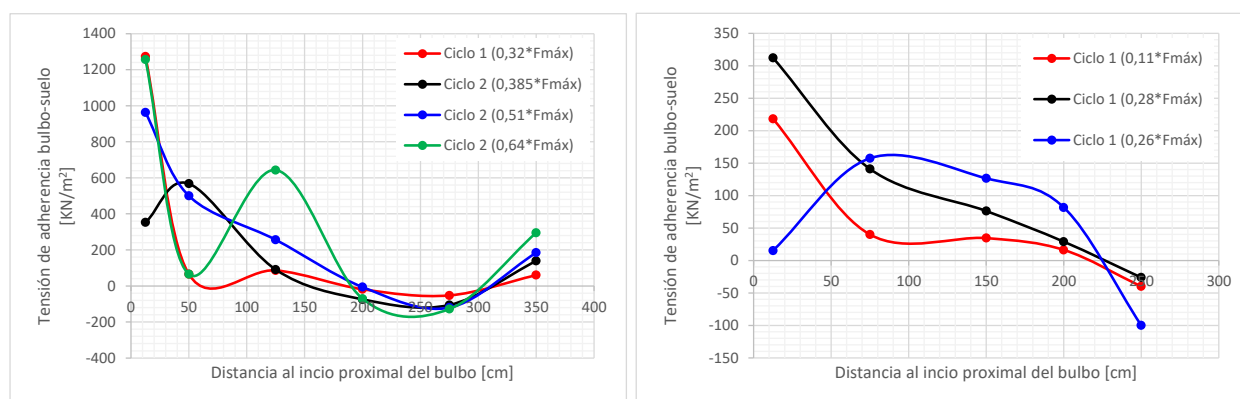 1400
1200
1000
800
600
400
200
0
-200
-400
0
50
100
150
200
250
300
350
400
Tensión de adherencia bulbo-suelo
[KN/m²]
Distancia al incio proximal del bulbo [cm]
Ciclo 1 (0,32*Fmáx)
Ciclo 2 (0,385*Fmáx)
Ciclo 2 (0,51*Fmáx)
Ciclo 2 (0,64*Fmáx)
350
300
250
200
150
100
50
0
-50
-100
-150
0
50
100
150
200
250
300
Tensión de adherencia bulbo-suelo
[KN/m²]
Distancia al incio proximal del bulbo [cm]
Ciclo 1 (0,11*Fmáx)
Ciclo 1 (0,28*Fmáx)
Ciclo 1 (0,26*Fmáx)